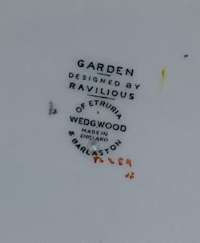 GARDEN
DESIGNED BY
RAVILIOUS
OF ETRURIA
WEDGWOOD
MADE IN
ENGLAND
& BARLASTON